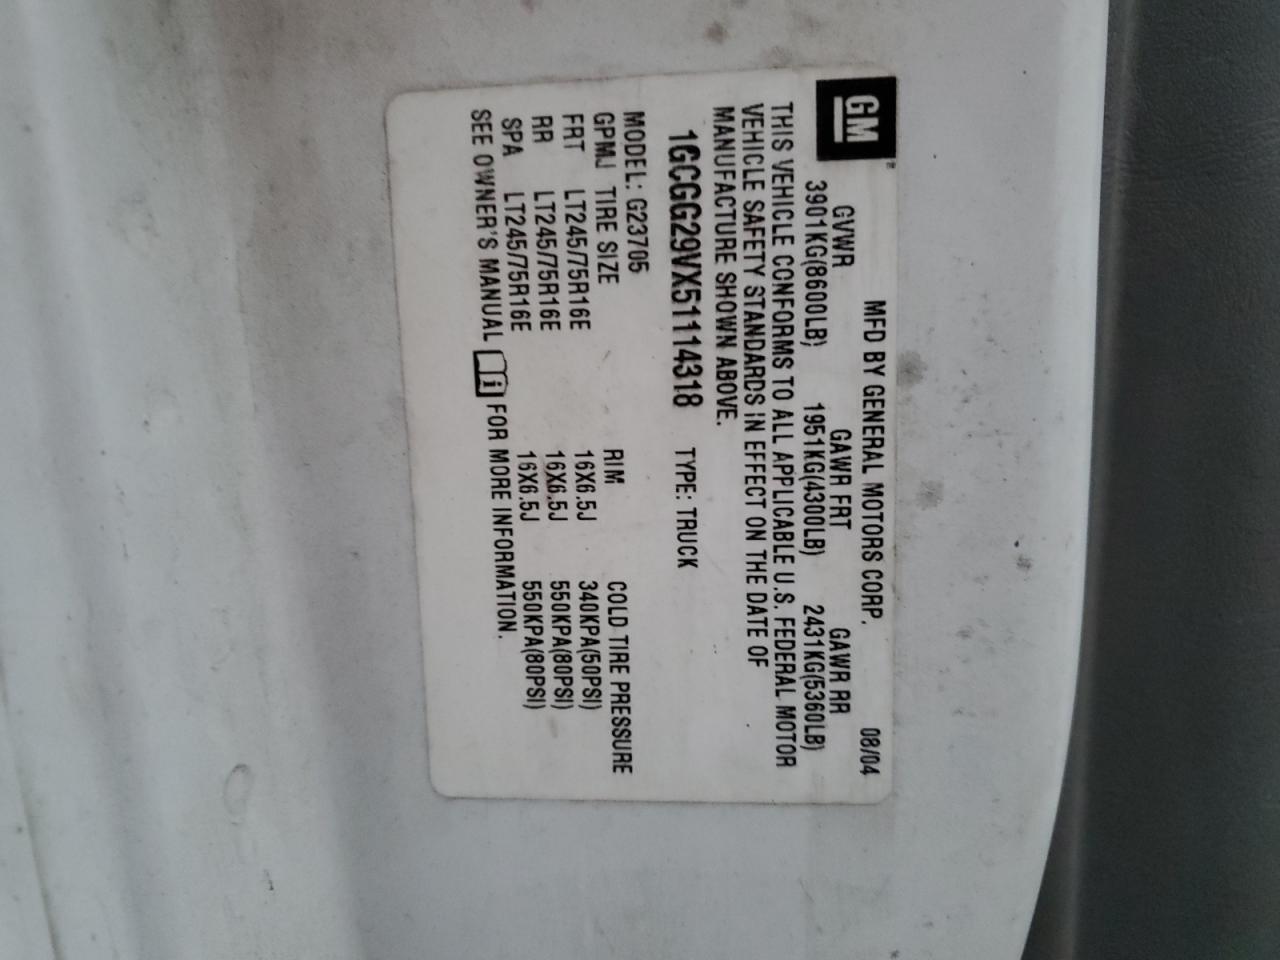 GM
MFD BY GENERAL MOTORS CORP. 08/04
GVWR GAWR FRT GAWR RR
3901KG(8600LB) 1951KG(4300LB) 2431KG(5360LB)
THIS VEHICLE CONFORMS TO ALL APPLICABLE U.S. FEDERAL MOTOR
VEHICLE SAFETY STANDARDS IN EFFECT ON THE DATE OF
MANUFACTURE SHOWN ABOVE.
1GCGG29VX51114318 TYPE: TRUCK
MODEL: G23705
GPMJ TIRE SIZE RIM COLD TIRE PRESSURE
FRT LT245/75R16E 16X6.5J 340KPA(50PSI)
RR LT245/75R16E 16X6.5J 550KPA(80PSI)
SPA LT245/75R16E 16X6.5J 550KPA(80PSI)
SEE OWNER'S MANUAL i FOR MORE INFORMATION.